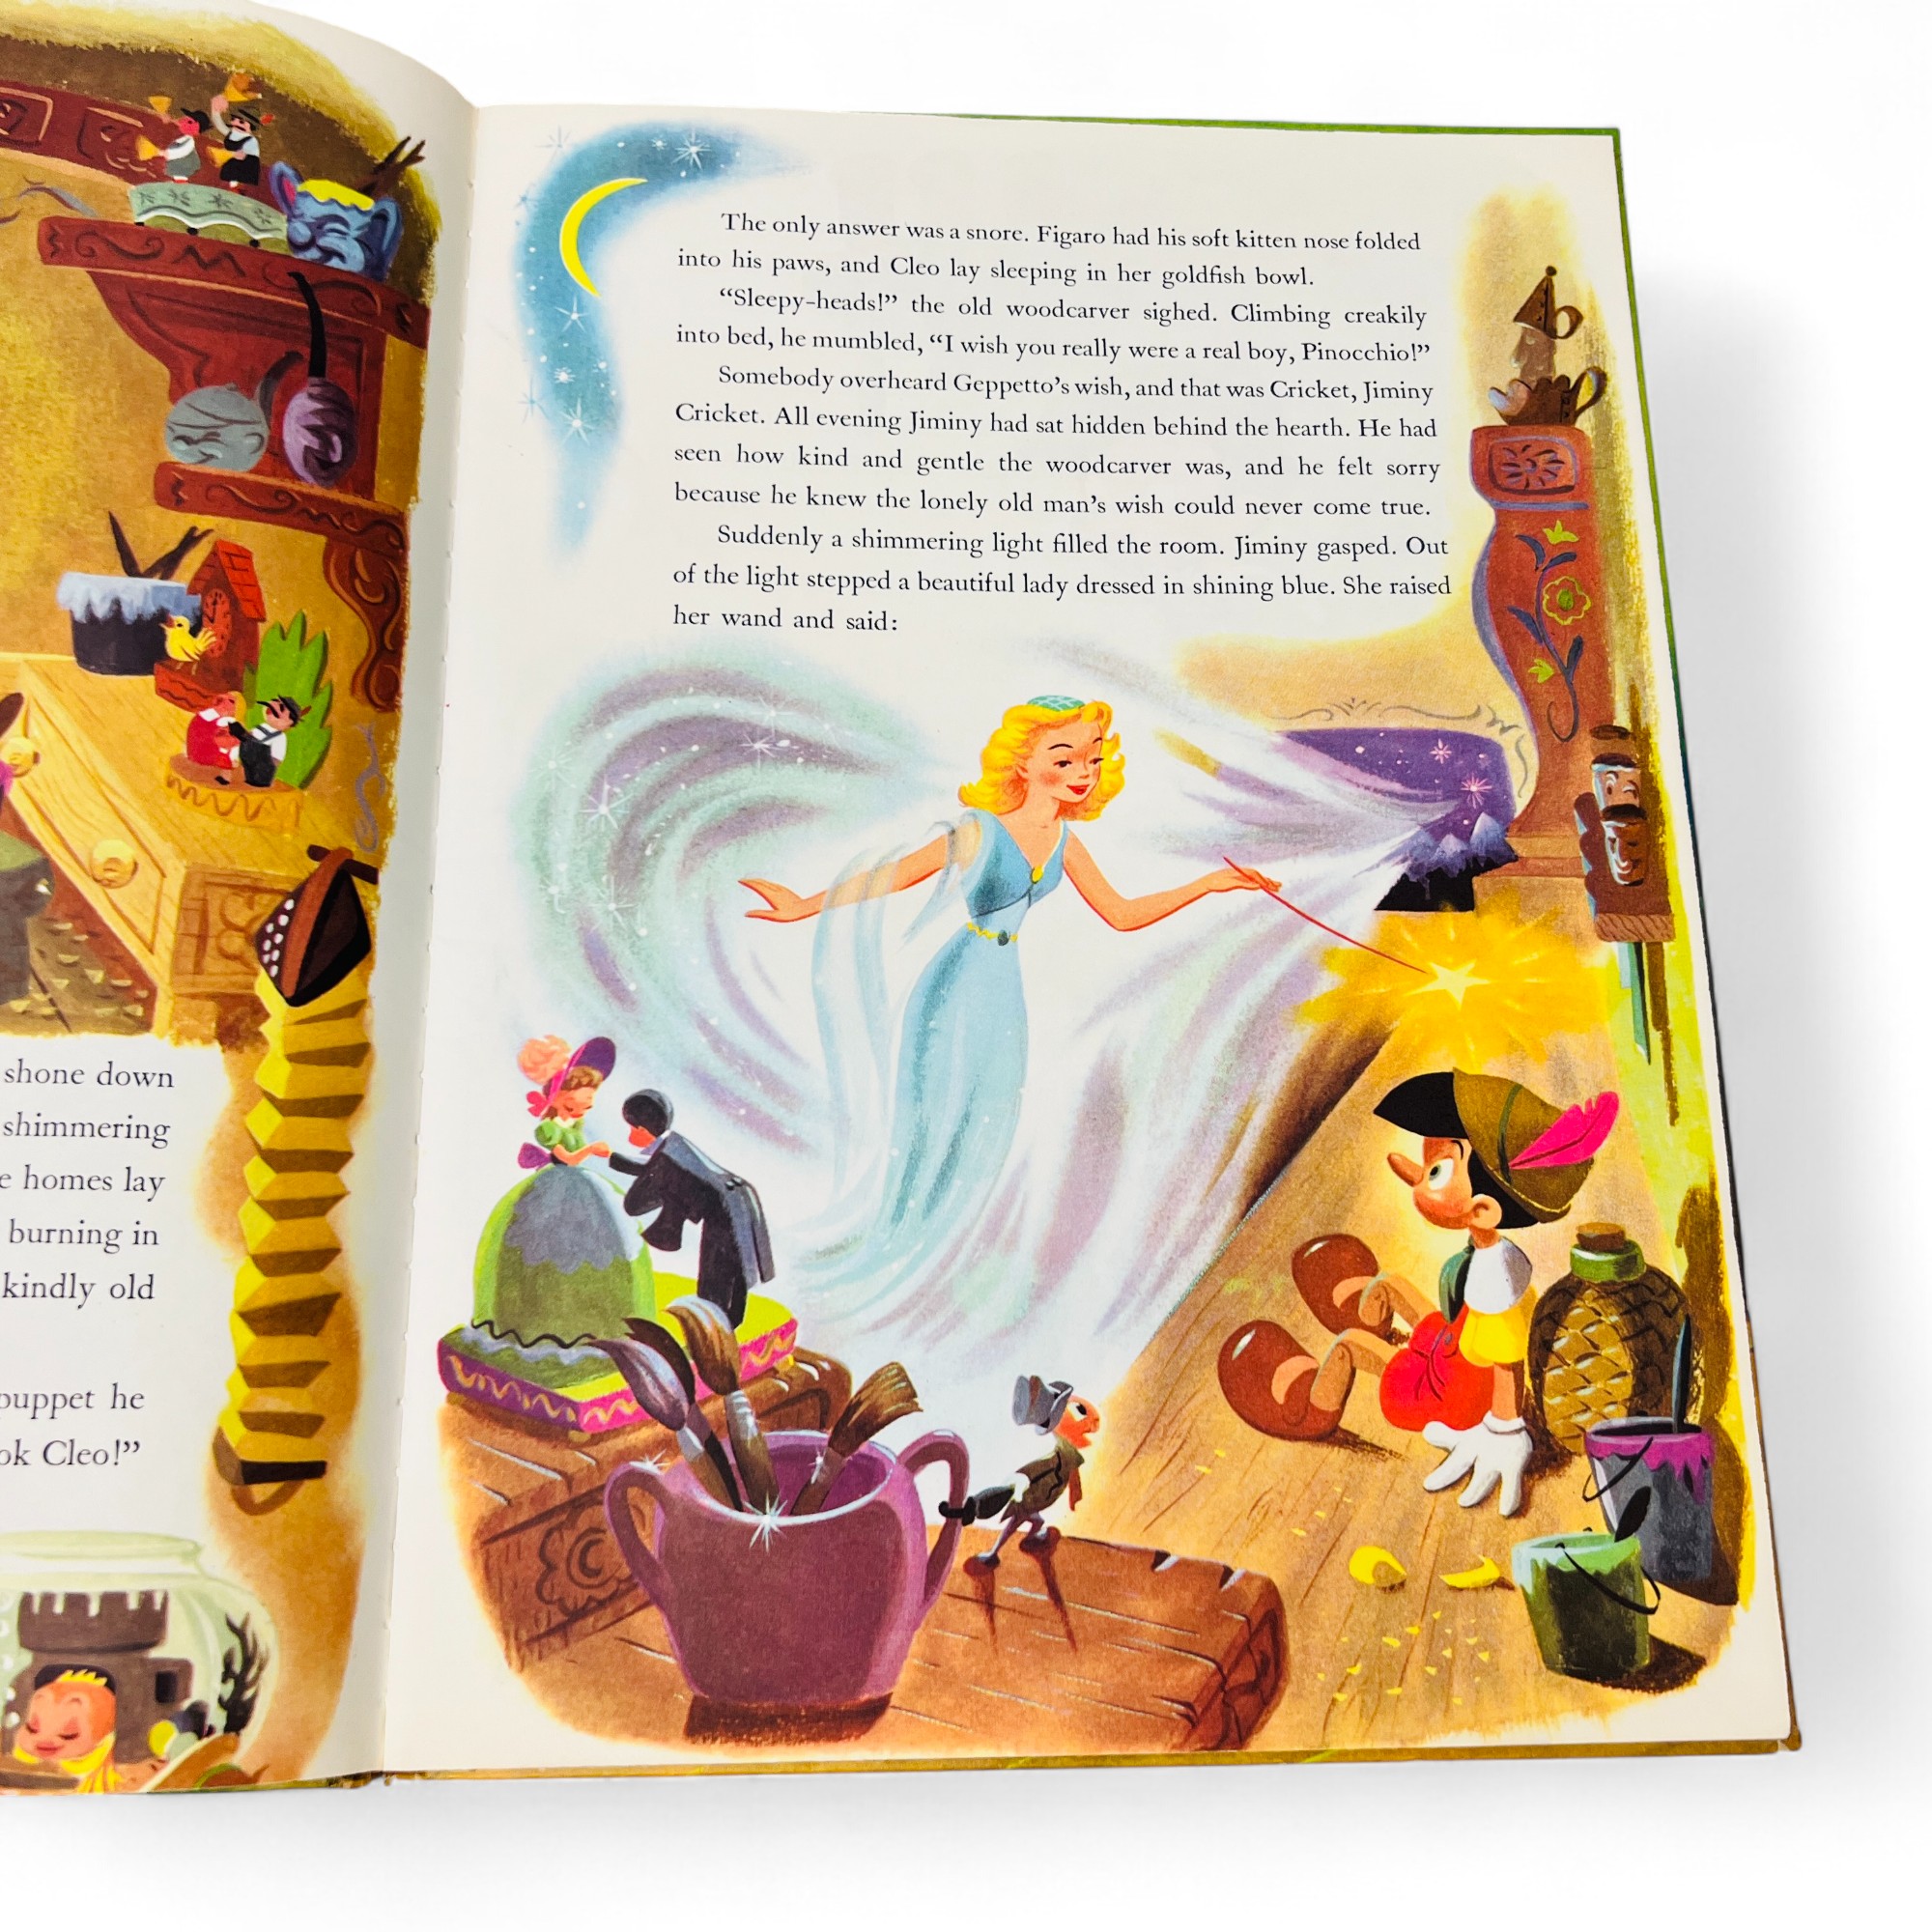 shone down
shimmering
homes lay
burning in
kindly old
puppet he
Cleo!”
The only answer was a snore. Figaro had his soft kitten nose folded
into his paws, and Cleo lay sleeping in her goldfish bowl.
“Sleepy-heads!” the old woodcarver sighed. Climbing creakily
into bed, he mumbled, “I wish you really were a real boy, Pinocchio!”
Somebody overheard Geppetto’s wish, and that was Cricket, Jiminy
Cricket. All evening Jiminy had sat hidden behind the hearth. He had
seen how kind and gentle the woodcarver was, and he felt sorry
because he knew the lonely old man’s wish could never come true.
Suddenly a shimmering light filled the room. Jiminy gasped. Out
of the light stepped a beautiful lady dressed in shining blue. She raised
her wand and said: